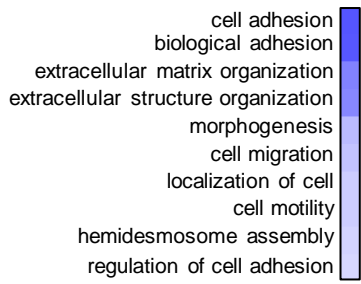 cell adhesion
biological adhesion
extracellular matrix organization
extracellular structure organization
morphogenesis
cell migration
localization of cell
cell motility
hemidesmosome assembly
regulation of cell adhesion